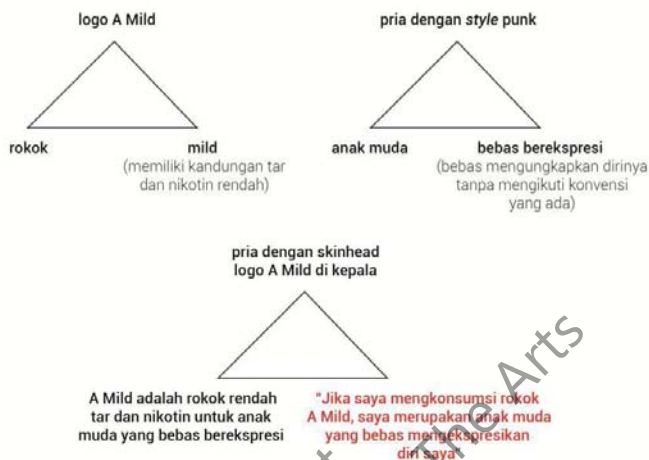 logo A Mild
pria dengan style punk
rokok
mild
(memiliki kandungan tar
dan nikotin rendah)
anak muda
bebas berekspresi
(bebas mengungkapkan dirinya
tanpa mengikuti konvensi
yang ada)
pria dengan skinhead
logo A Mild di kepala
A Mild adalah rokok rendah
tar dan nikotin untuk anak
muda yang bebas berekspresi
"Jika saya mengkonsumsi rokok
A Mild, saya merupakan anak muda
yang bebas mengekspresikan
diri saya"
The Arts